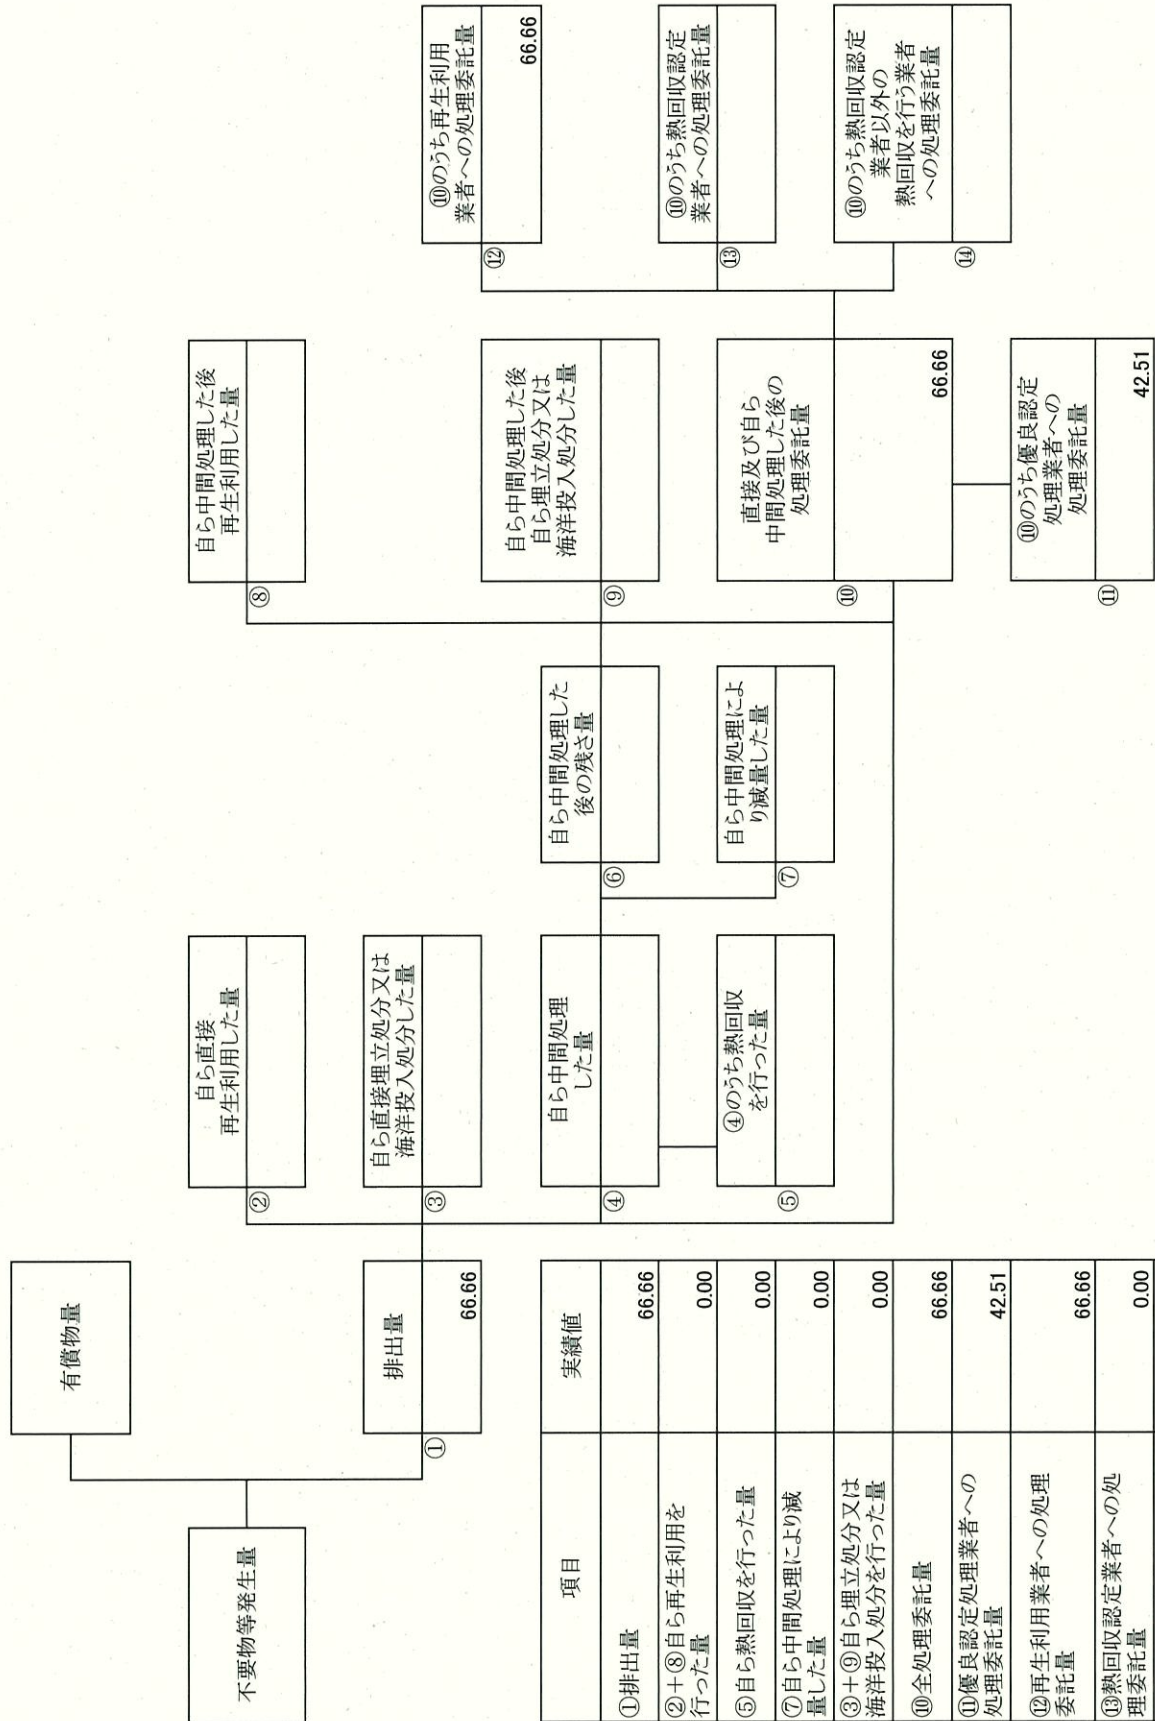 不要物等発生量
有償物量
排出量
①
66.66
自ら直接
再生利用した量
②
自ら直接埋立処分又は
海洋投入処分した量
③
自ら中間処理
した量
④
④のうち熱回収
を行った量
⑤
自ら中間処理した
後の残さ量
⑥
自ら中間処理によ
り減量した量
⑦
自ら中間処理した後
再生利用した量
⑧
自ら中間処理した後
自ら埋立処分又は
海洋投入処分した量
⑨
直接及び自ら
中間処理した後の
処理委託量
⑩
66.66
⑩のうち優良認定
処理業者への
処理委託量
⑪
42.51
⑩のうち再生利用
業者への処理委託量
⑫
66.66
⑩のうち熱回収認定
業者への処理委託量
⑬
⑩のうち熱回収認定
業者以外の
熱回収を行う業者
への処理委託量
⑭
項目 実績値
①排出量 66.66
②+⑧自ら再生利用を
行った量 0.00
⑤自ら熱回収を行った量 0.00
⑦自ら中間処理により減
量した量 0.00
③+⑨自ら埋立処分又は
海洋投入処分を行った量 0.00
⑩全処理委託量 66.66
⑪優良認定処理業者への
処理委託量 42.51
⑫再生利用業者への処理
委託量 66.66
⑬熱回収認定業者への処
理委託量 0.00